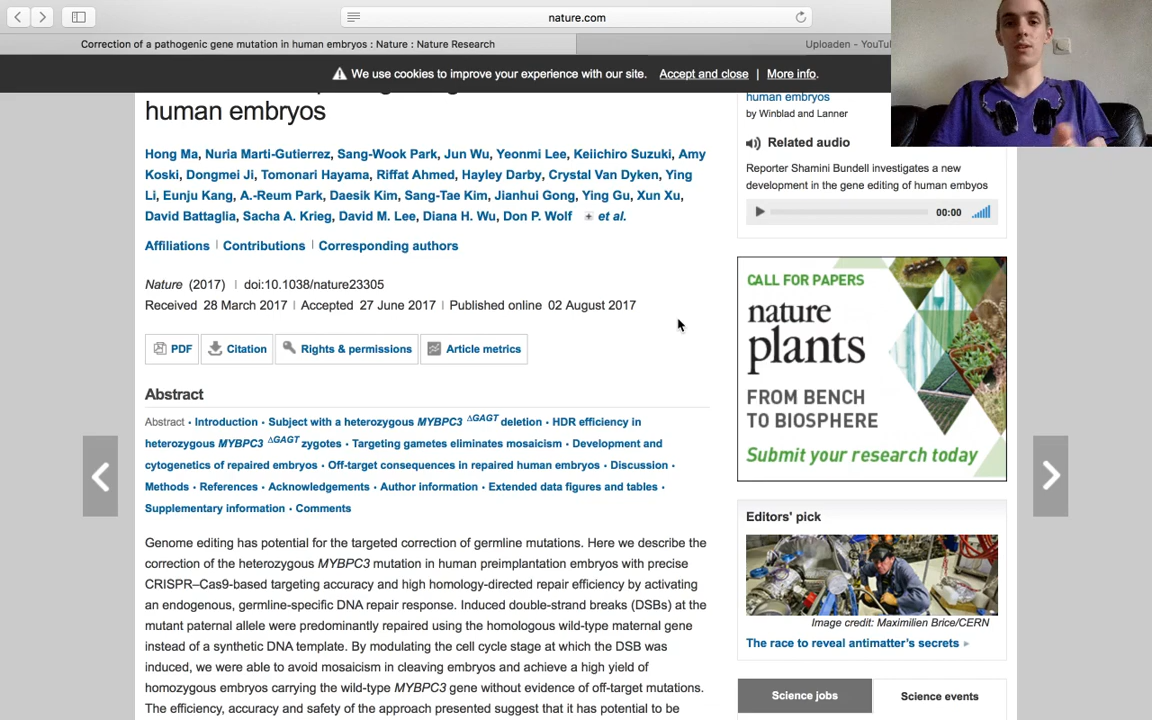 nature.com
Correction of a pathogenic gene mutation in human embryos : Nature : Nature Research
Uploaden - YouTu
We use cookies to improve your experience with our site. Accept and close | More info.
human embryos
Hong Ma, Nuria Marti-Gutierrez, Sang-Wook Park, Jun Wu, Yeonmi Lee, Keiichiro Suzuki, Amy
Koski, Dongmei Ji, Tomonari Hayama, Riffat Ahmed, Hayley Darby, Crystal Van Dyken, Ying
Li, Eunju Kang, A.-Reum Park, Daesik Kim, Sang-Tae Kim, Jianhui Gong, Ying Gu, Xun Xu,
David Battaglia, Sacha A. Krieg, David M. Lee, Diana H. Wu, Don P. Wolf + et al.
Affiliations | Contributions | Corresponding authors
Nature (2017) | doi:10.1038/nature23305
Received 28 March 2017 | Accepted 27 June 2017 | Published online 02 August 2017
PDF Citation Rights & permissions Article metrics
Abstract
Abstract • Introduction • Subject with a heterozygous MYBPC3 ΔGAGT deletion • HDR efficiency in
heterozygous MYBPC3 ΔGAGT zygotes • Targeting gametes eliminates mosaicism • Development and
cytogenetics of repaired embryos • Off-target consequences in repaired human embryos • Discussion •
Methods • References • Acknowledgements • Author information • Extended data figures and tables •
Supplementary information • Comments
Genome editing has potential for the targeted correction of germline mutations. Here we describe the
correction of the heterozygous MYBPC3 mutation in human preimplantation embryos with precise
CRISPR–Cas9-based targeting accuracy and high homology-directed repair efficiency by activating
an endogenous, germline-specific DNA repair response. Induced double-strand breaks (DSBs) at the
mutant paternal allele were predominantly repaired using the homologous wild-type maternal gene
instead of a synthetic DNA template. By modulating the cell cycle stage at which the DSB was
induced, we were able to avoid mosaicism in cleaving embryos and achieve a high yield of
homozygous embryos carrying the wild-type MYBPC3 gene without evidence of off-target mutations.
The efficiency, accuracy and safety of the approach presented suggest that it has potential to be
human embryos
by Winblad and Lanner
Related audio
Reporter Shamini Bundell investigates a new
development in the gene editing of human embyos
00:00
CALL FOR PAPERS
nature
plants
FROM BENCH
TO BIOSPHERE
Submit your research today
Editors' pick
Image credit: Maximilien Brice/CERN
The race to reveal antimatter's secrets
Science jobs
Science events